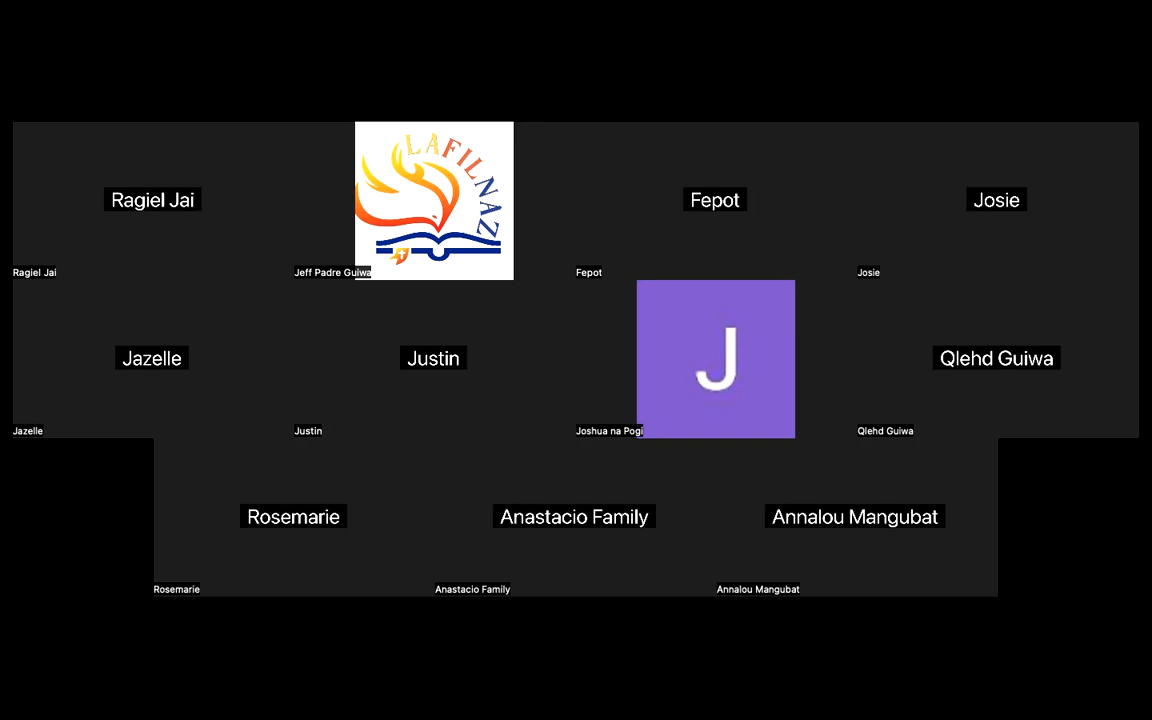 Ragiel Jai
Ragiel Jai
LAFILNAZ
Jeff Padre Guiwa
Fepot
Fepot
Josie
Josie
Jazelle
Jazelle
Justin
Justin
J
Joshua na Pogi
Qlehd Guiwa
Qlehd Guiwa
Rosemarie
Rosemarie
Anastacio Family
Anastacio Family
Annalou Mangubat
Annalou Mangubat